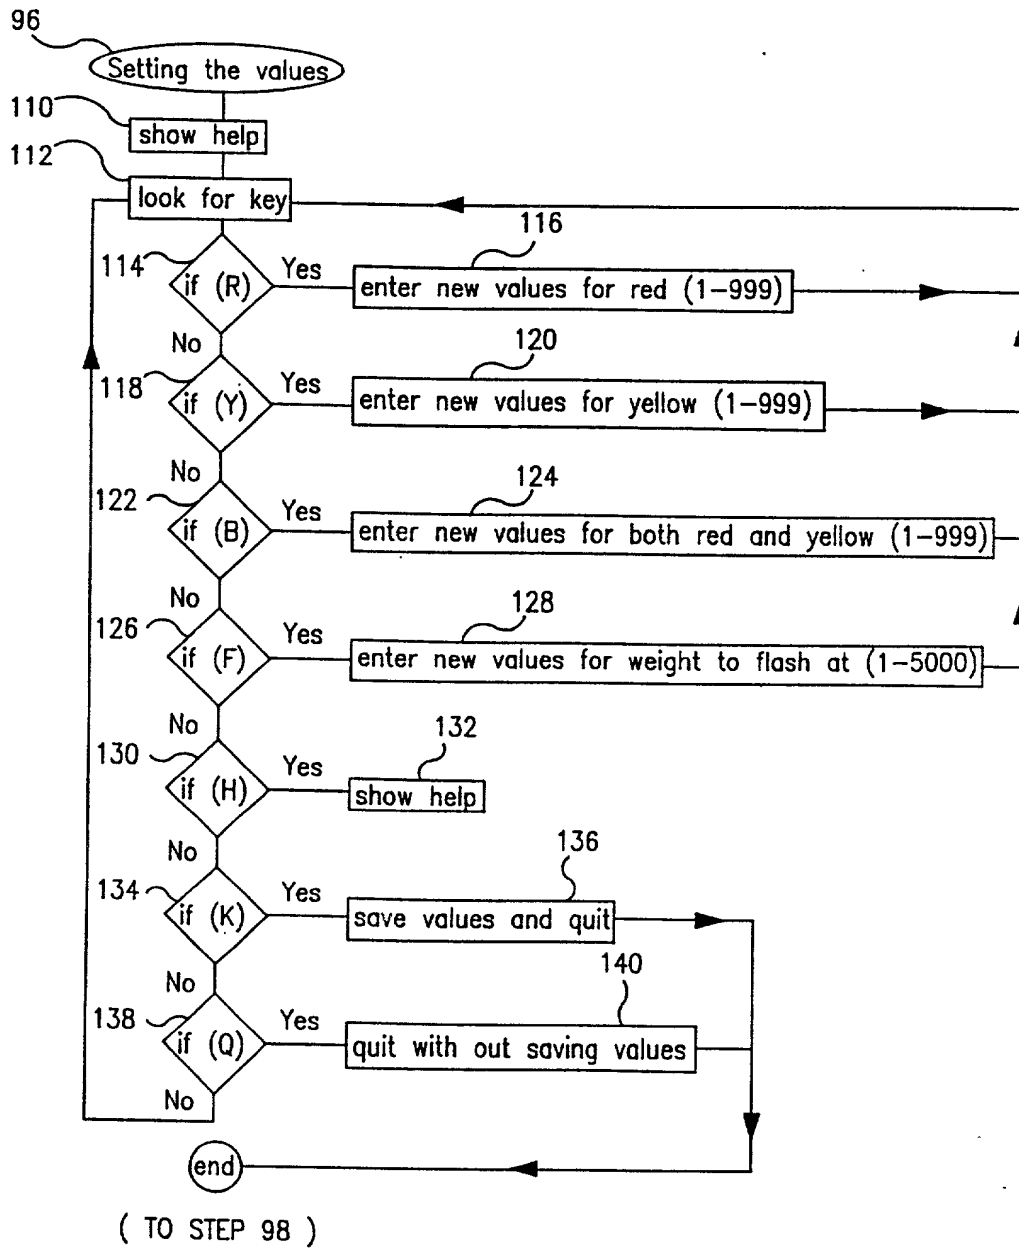 96
Setting the values
110
show help
112
look for key
116
114
if (R)
Yes
enter new values for red (1-999)
No
120
118
if (Y)
Yes
enter new values for yellow (1-999)
No
124
122
if (B)
Yes
enter new values for both red and yellow (1-999)
No
128
126
if (F)
Yes
enter new values for weight to flash at (1-5000)
No
132
130
if (H)
Yes
show help
No
136
134
if (K)
Yes
save values and quit
No
140
138
if (Q)
Yes
quit with out saving values
No
end
( TO STEP 98 )